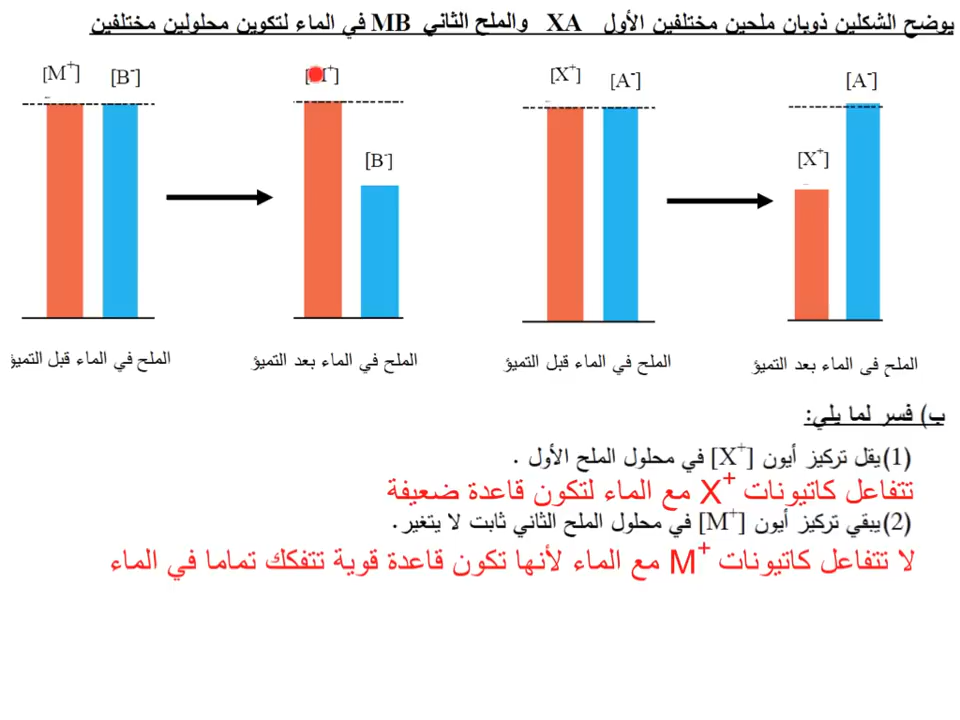 يوضح الشكلين ذوبان ملحين مختلفين الأول XA والملح الثاني MB في الماء لتكوين محلولين مختلفين
[X⁺] [A⁻]
[A⁻]
[X⁺]
[M⁺] [B⁻]
[B⁻]
الملح في الماء قبل التميؤ
الملح فى الماء بعد التميؤ
الملح في الماء قبل التميؤ
الملح في الماء بعد التميؤ
ب) فسر لما يلي:
(1) يقل تركيز أيون [X⁺] في محلول الملح الأول .
تتفاعل كاتيونات X⁺ مع الماء لتكون قاعدة ضعيفة
(2) يبقي تركيز أيون [M⁺] في محلول الملح الثاني ثابت لا يتغير.
لا تتفاعل كاتيونات M⁺ مع الماء لأنها تكون قاعدة قوية تتفكك تماما في الماء